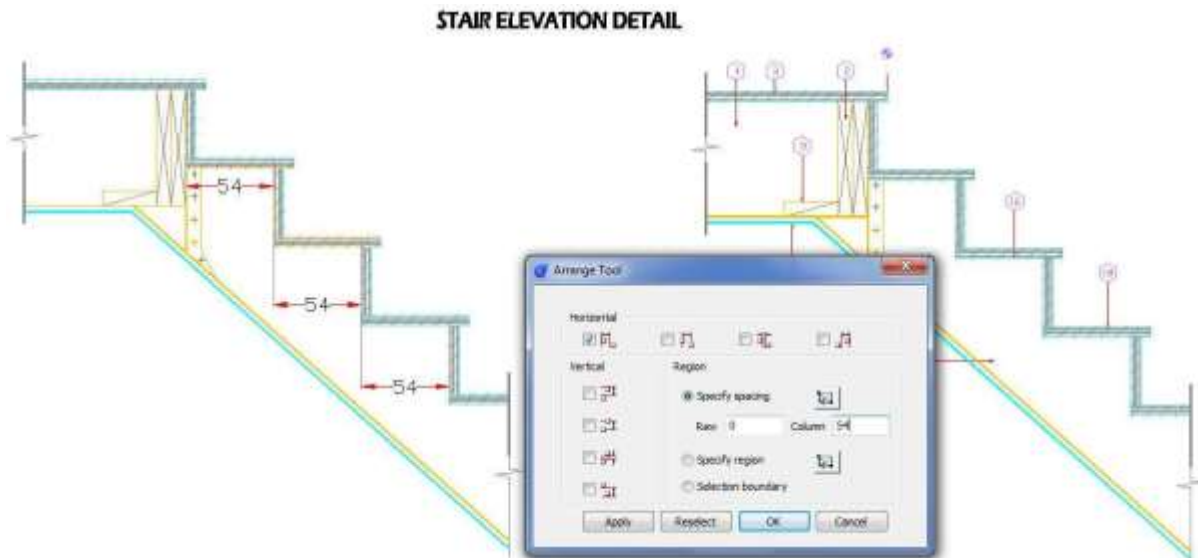 STAIR ELEVATION DETAIL
54
54
54
Arrange Tool
Horizontal
Vertical
Region
Specify spacing
Row 0 Column 54
Specify region
Selection boundary
Apply Reselect OK Cancel